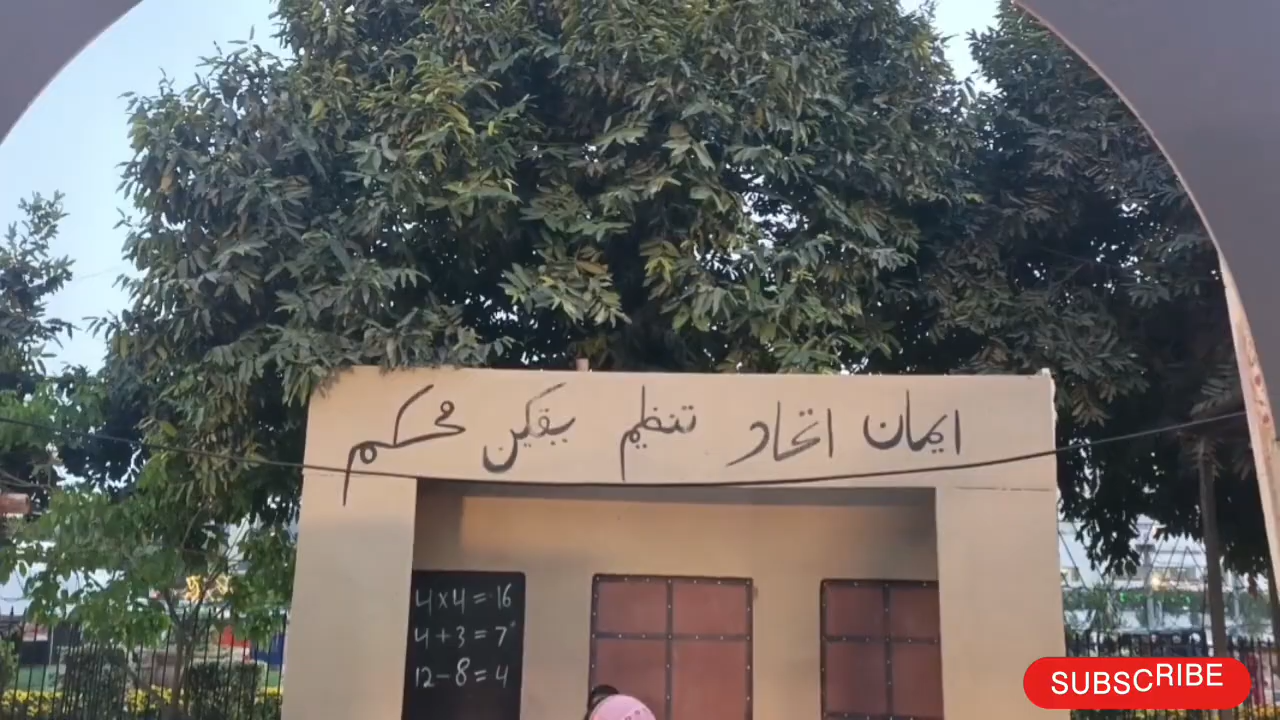 ایمان اتحاد تنظیم یقین محکم
4 x 4 = 16
4 + 3 = 7
12 - 8 = 4
SUBSCRIBE